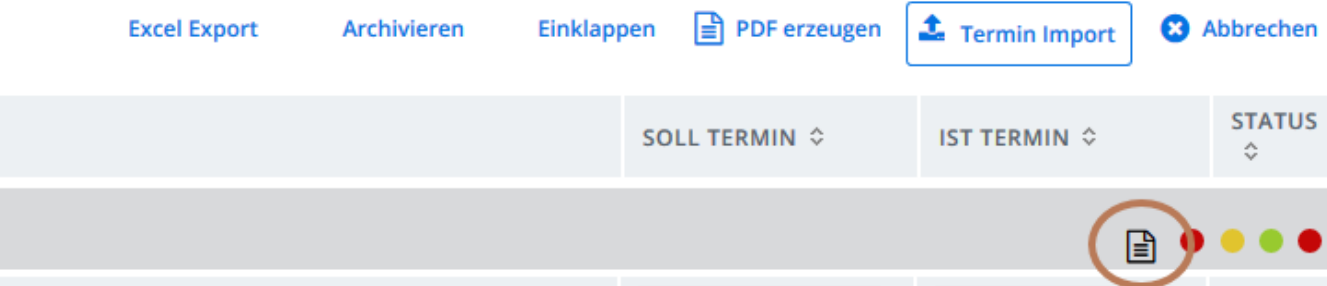 Excel Export Archivieren Einklappen PDF erzeugen Termin Import Abbrechen
SOLL TERMIN IST TERMIN STATUS